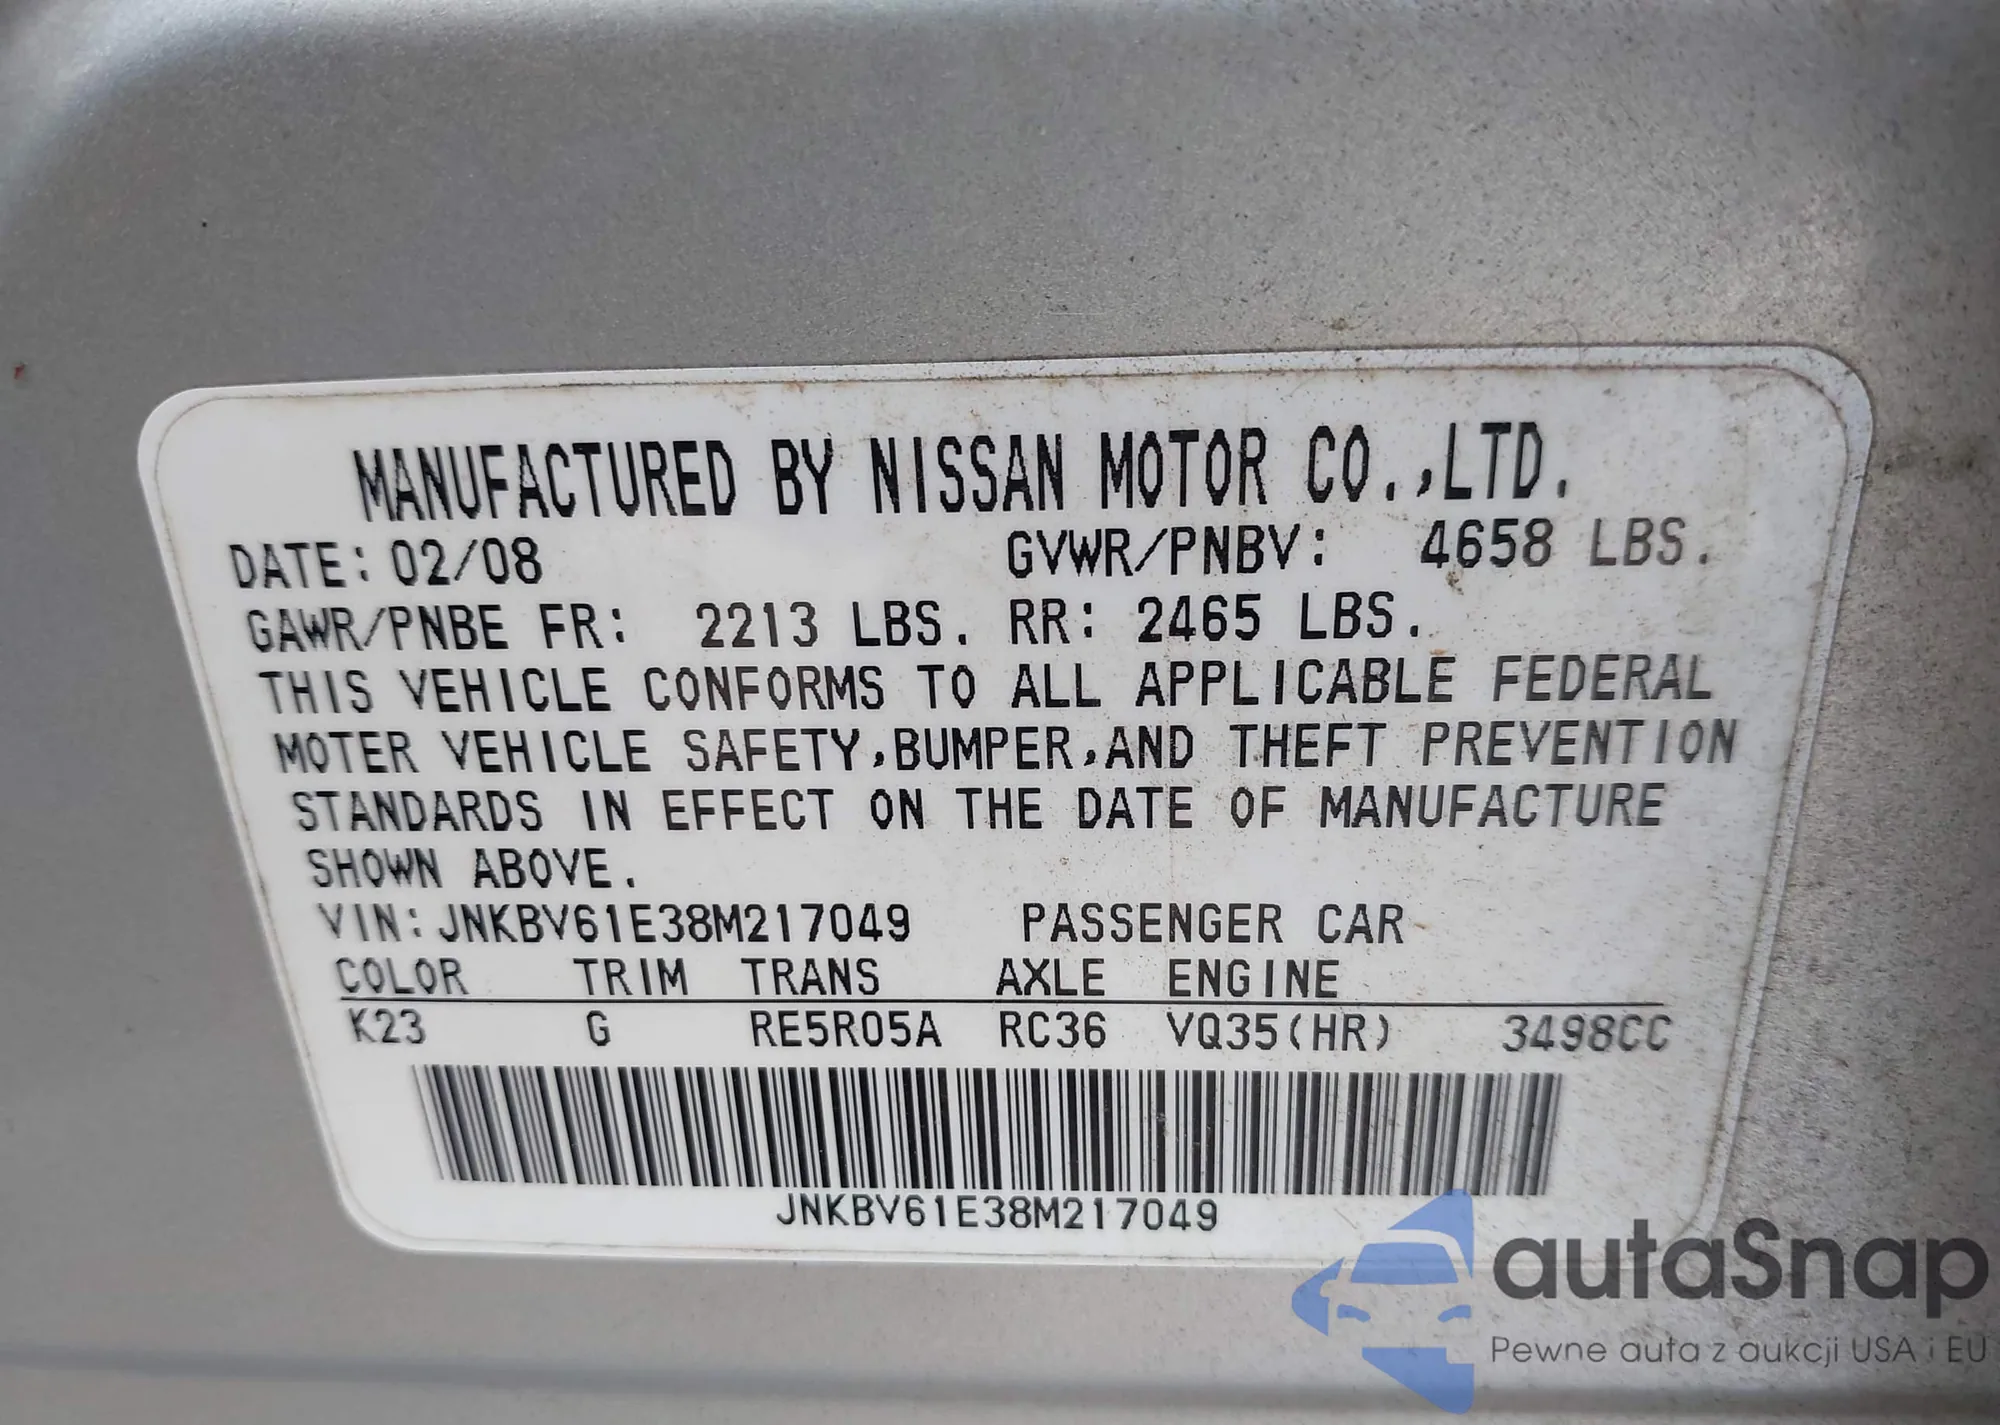 MANUFACTURED BY NISSAN MOTOR CO.,LTD.
DATE: 02/08 GVWR/PNBV: 4658 LBS.
GAWR/PNBE FR: 2213 LBS. RR: 2465 LBS.
THIS VEHICLE CONFORMS TO ALL APPLICABLE FEDERAL
MOTER VEHICLE SAFETY,BUMPER,AND THEFT PREVENTION
STANDARDS IN EFFECT ON THE DATE OF MANUFACTURE
SHOWN ABOVE.
VIN:JNKBV61E38M217049 PASSENGER CAR
COLOR TRIM TRANS AXLE ENGINE
K23 G RE5R05A RC36 VQ35(HR) 3498CC
JNKBV61E38M217049
autaSnap
Pewne auta z aukcji USA i EU